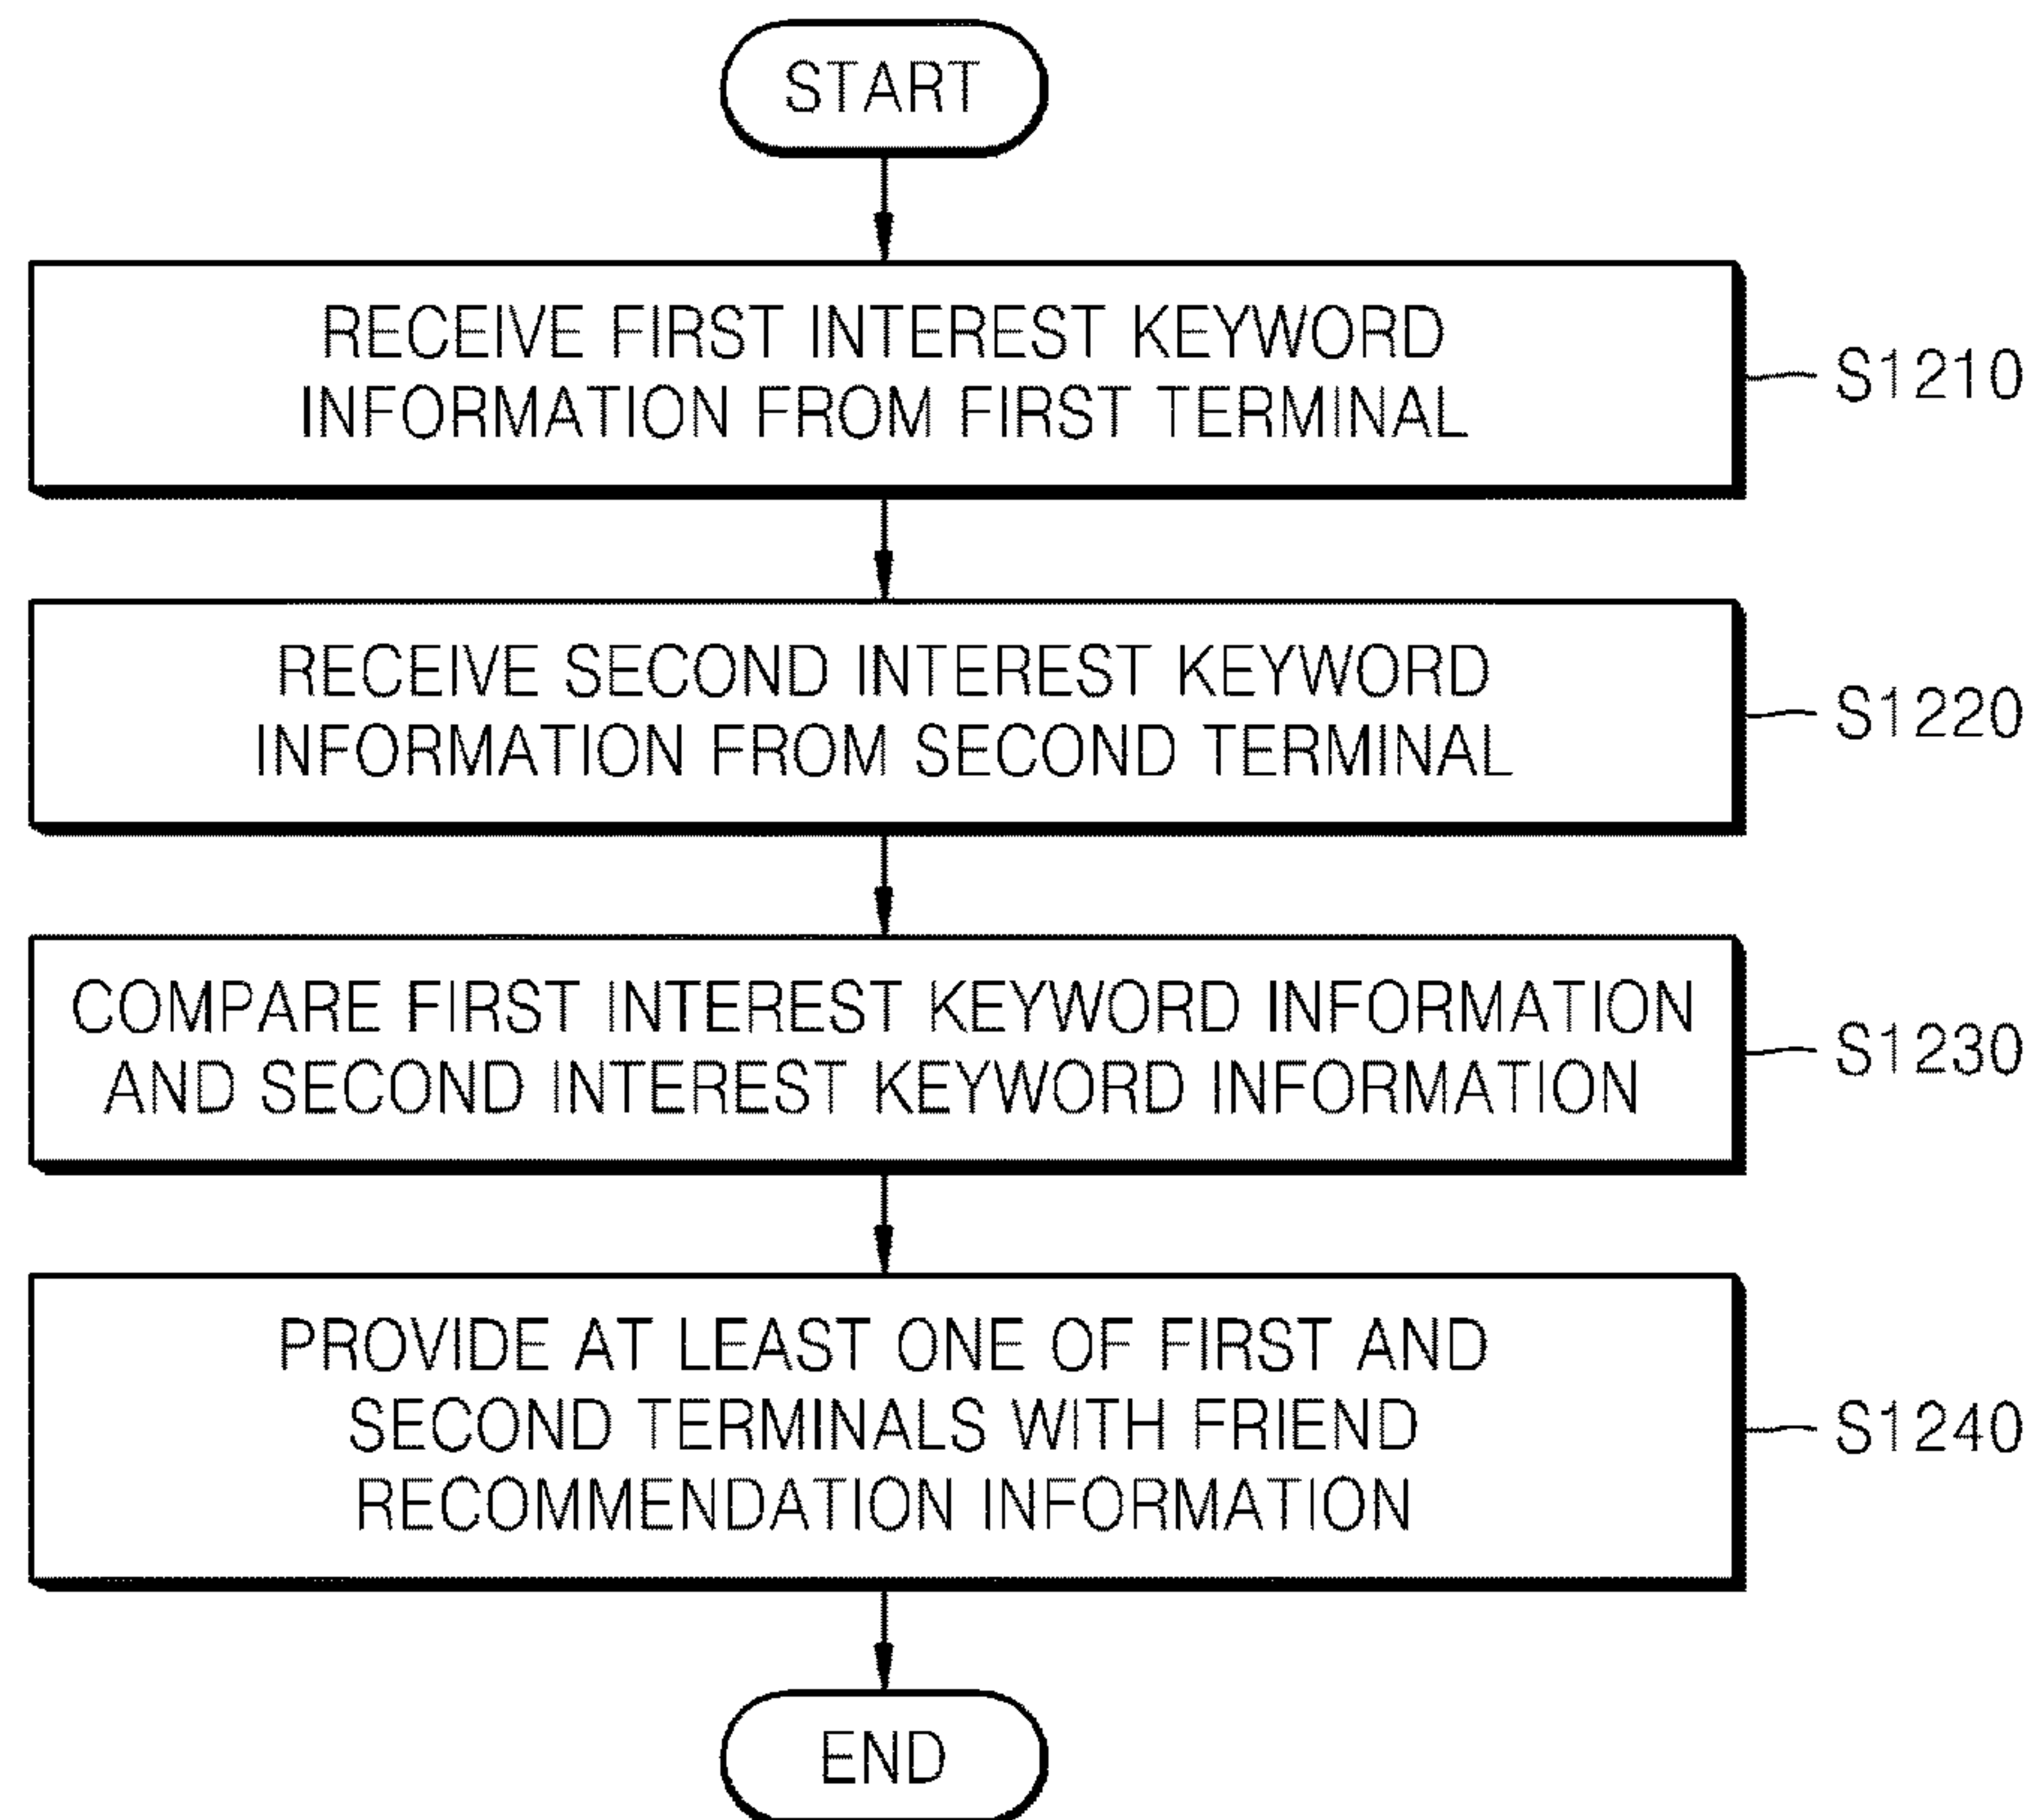 START
RECEIVE FIRST INTEREST KEYWORD
INFORMATION FROM FIRST TERMINAL
S1210
RECEIVE SECOND INTEREST KEYWORD
INFORMATION FROM SECOND TERMINAL
S1220
COMPARE FIRST INTEREST KEYWORD INFORMATION
AND SECOND INTEREST KEYWORD INFORMATION
S1230
PROVIDE AT LEAST ONE OF FIRST AND
SECOND TERMINALS WITH FRIEND
RECOMMENDATION INFORMATION
S1240
END